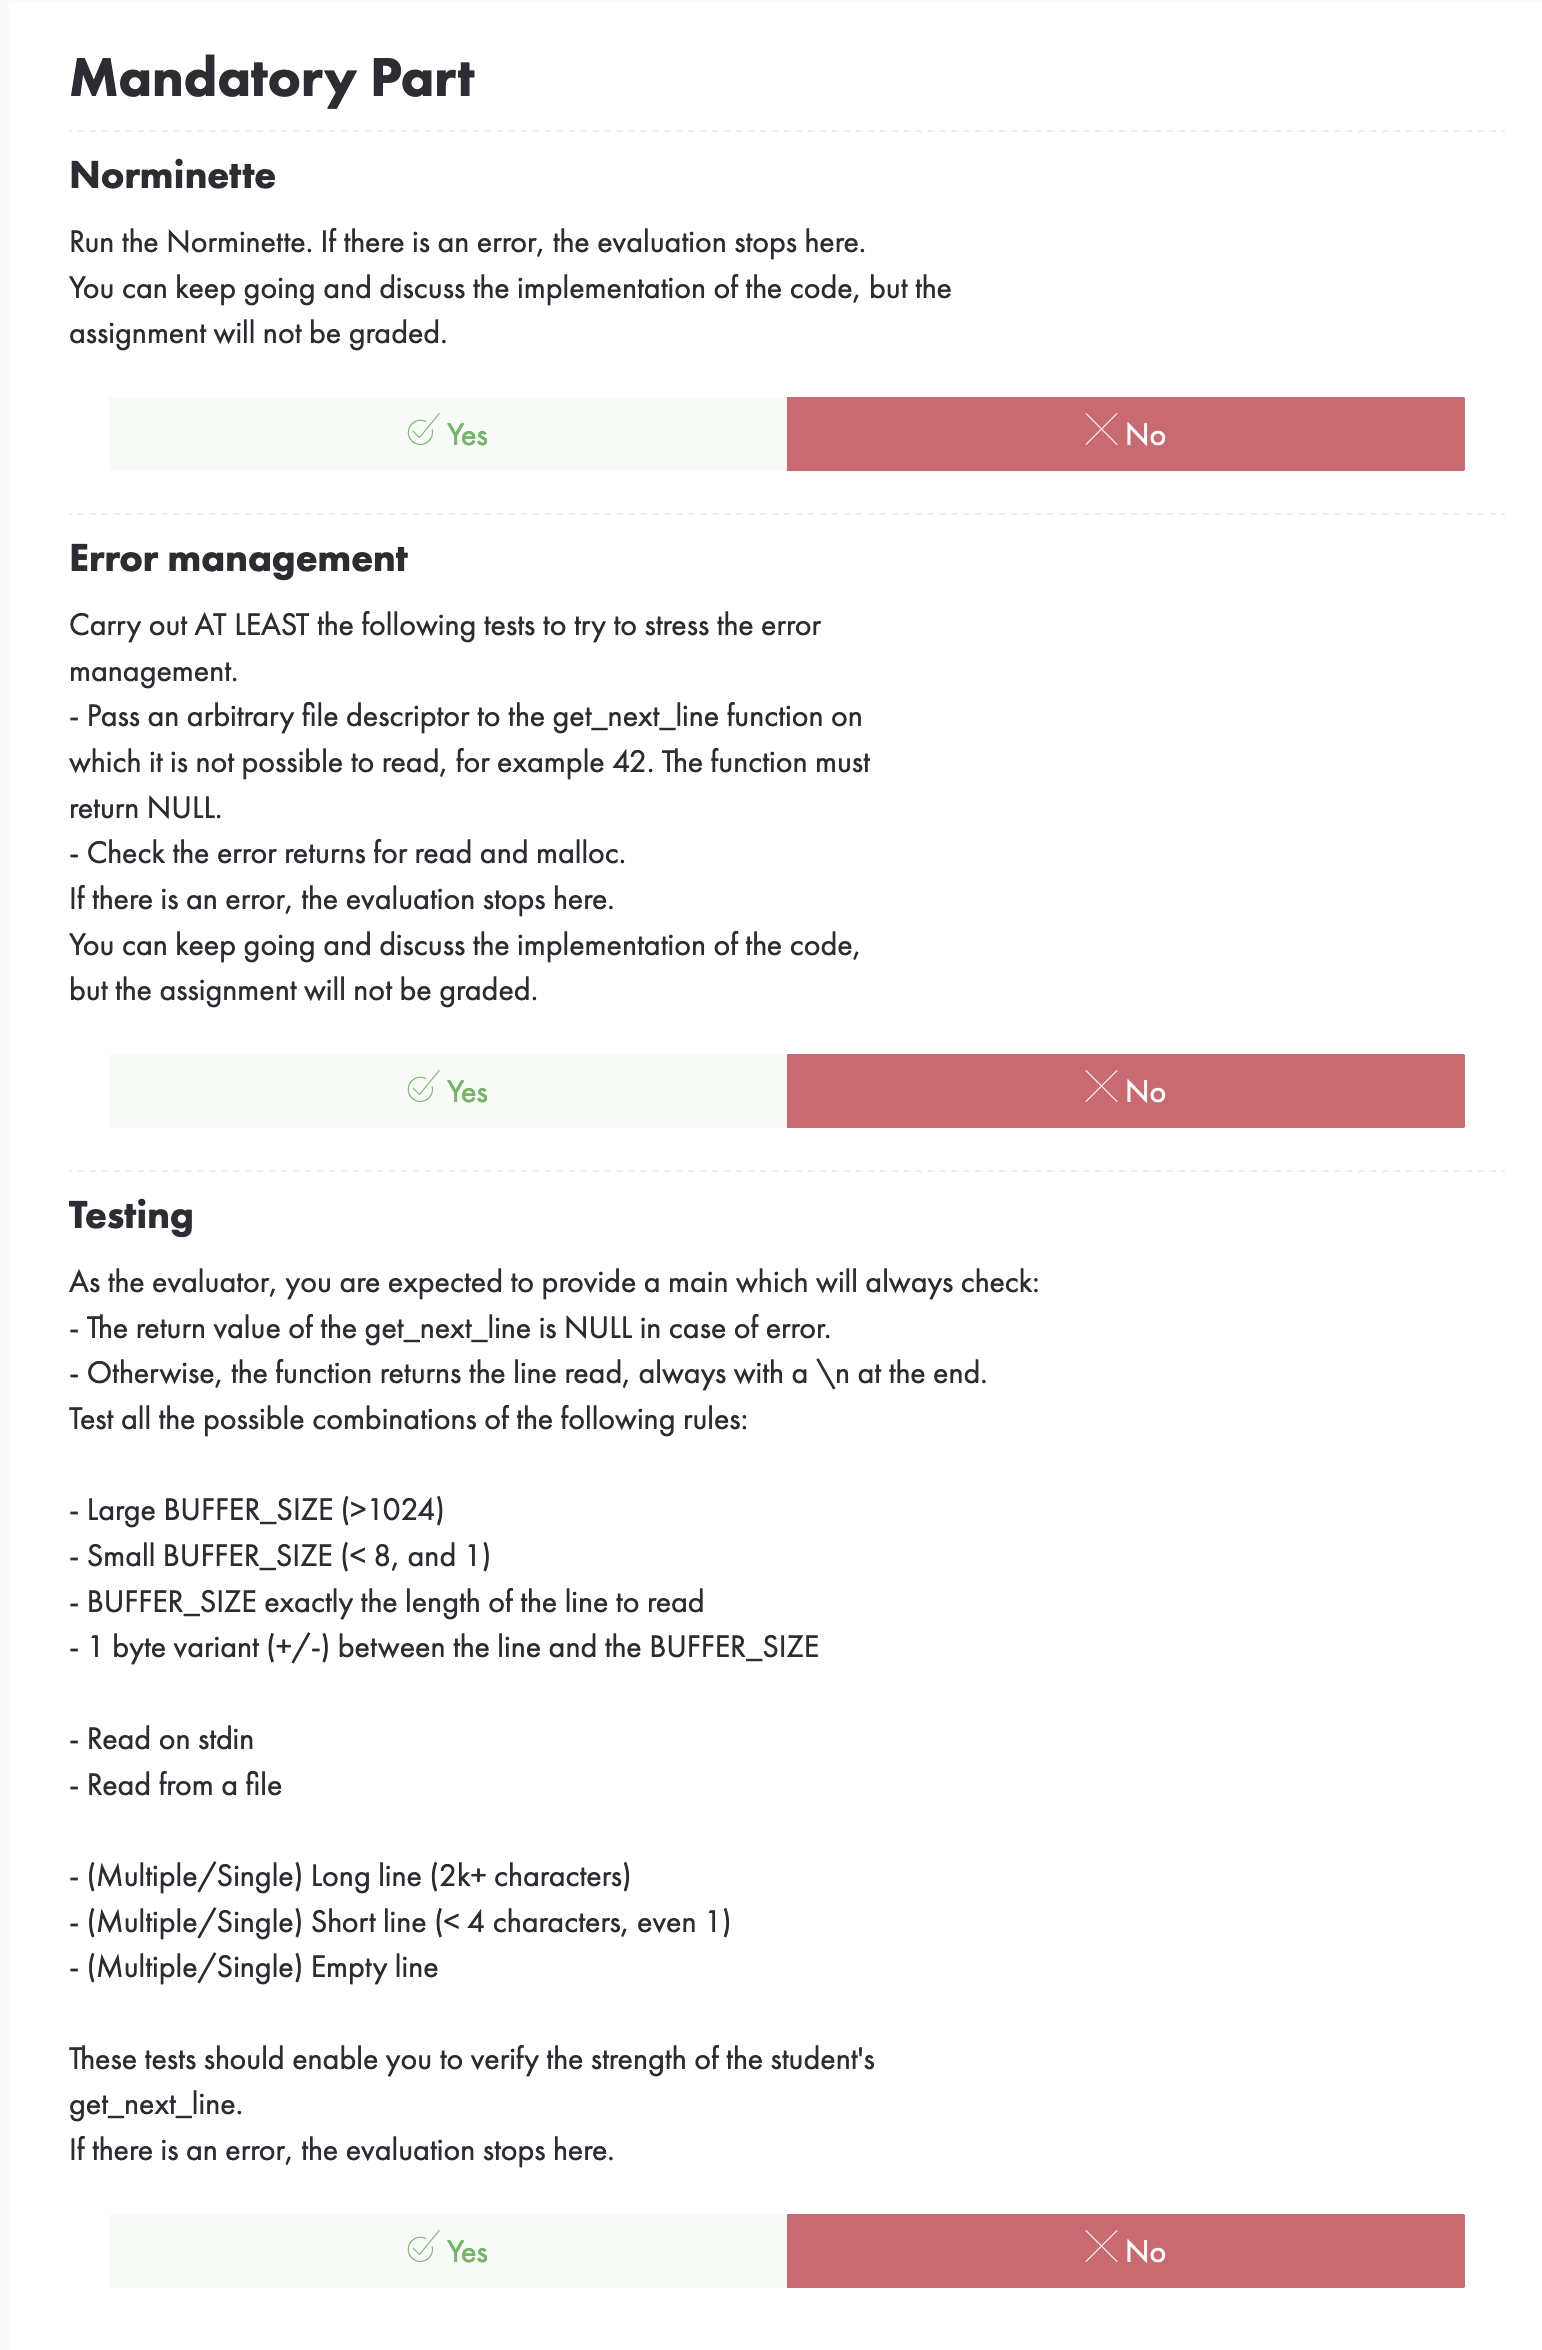 Mandatory Part
Norminette
Run the Norminette. If there is an error, the evaluation stops here.
You can keep going and discuss the implementation of the code, but the
assignment will not be graded.
Yes
No
Error management
Carry out AT LEAST the following tests to try to stress the error
management.
- Pass an arbitrary file descriptor to the get_next_line function on
which it is not possible to read, for example 42. The function must
return NULL.
- Check the error returns for read and malloc.
If there is an error, the evaluation stops here.
You can keep going and discuss the implementation of the code,
but the assignment will not be graded.
Yes
No
Testing
As the evaluator, you are expected to provide a main which will always check:
- The return value of the get_next_line is NULL in case of error.
- Otherwise, the function returns the line read, always with a \n at the end.
Test all the possible combinations of the following rules:
- Large BUFFER_SIZE (>1024)
- Small BUFFER_SIZE (< 8, and 1)
- BUFFER_SIZE exactly the length of the line to read
- 1 byte variant (+/-) between the line and the BUFFER_SIZE
- Read on stdin
- Read from a file
- (Multiple/Single) Long line (2k+ characters)
- (Multiple/Single) Short line (< 4 characters, even 1)
- (Multiple/Single) Empty line
These tests should enable you to verify the strength of the student's
get_next_line.
If there is an error, the evaluation stops here.
Yes
No